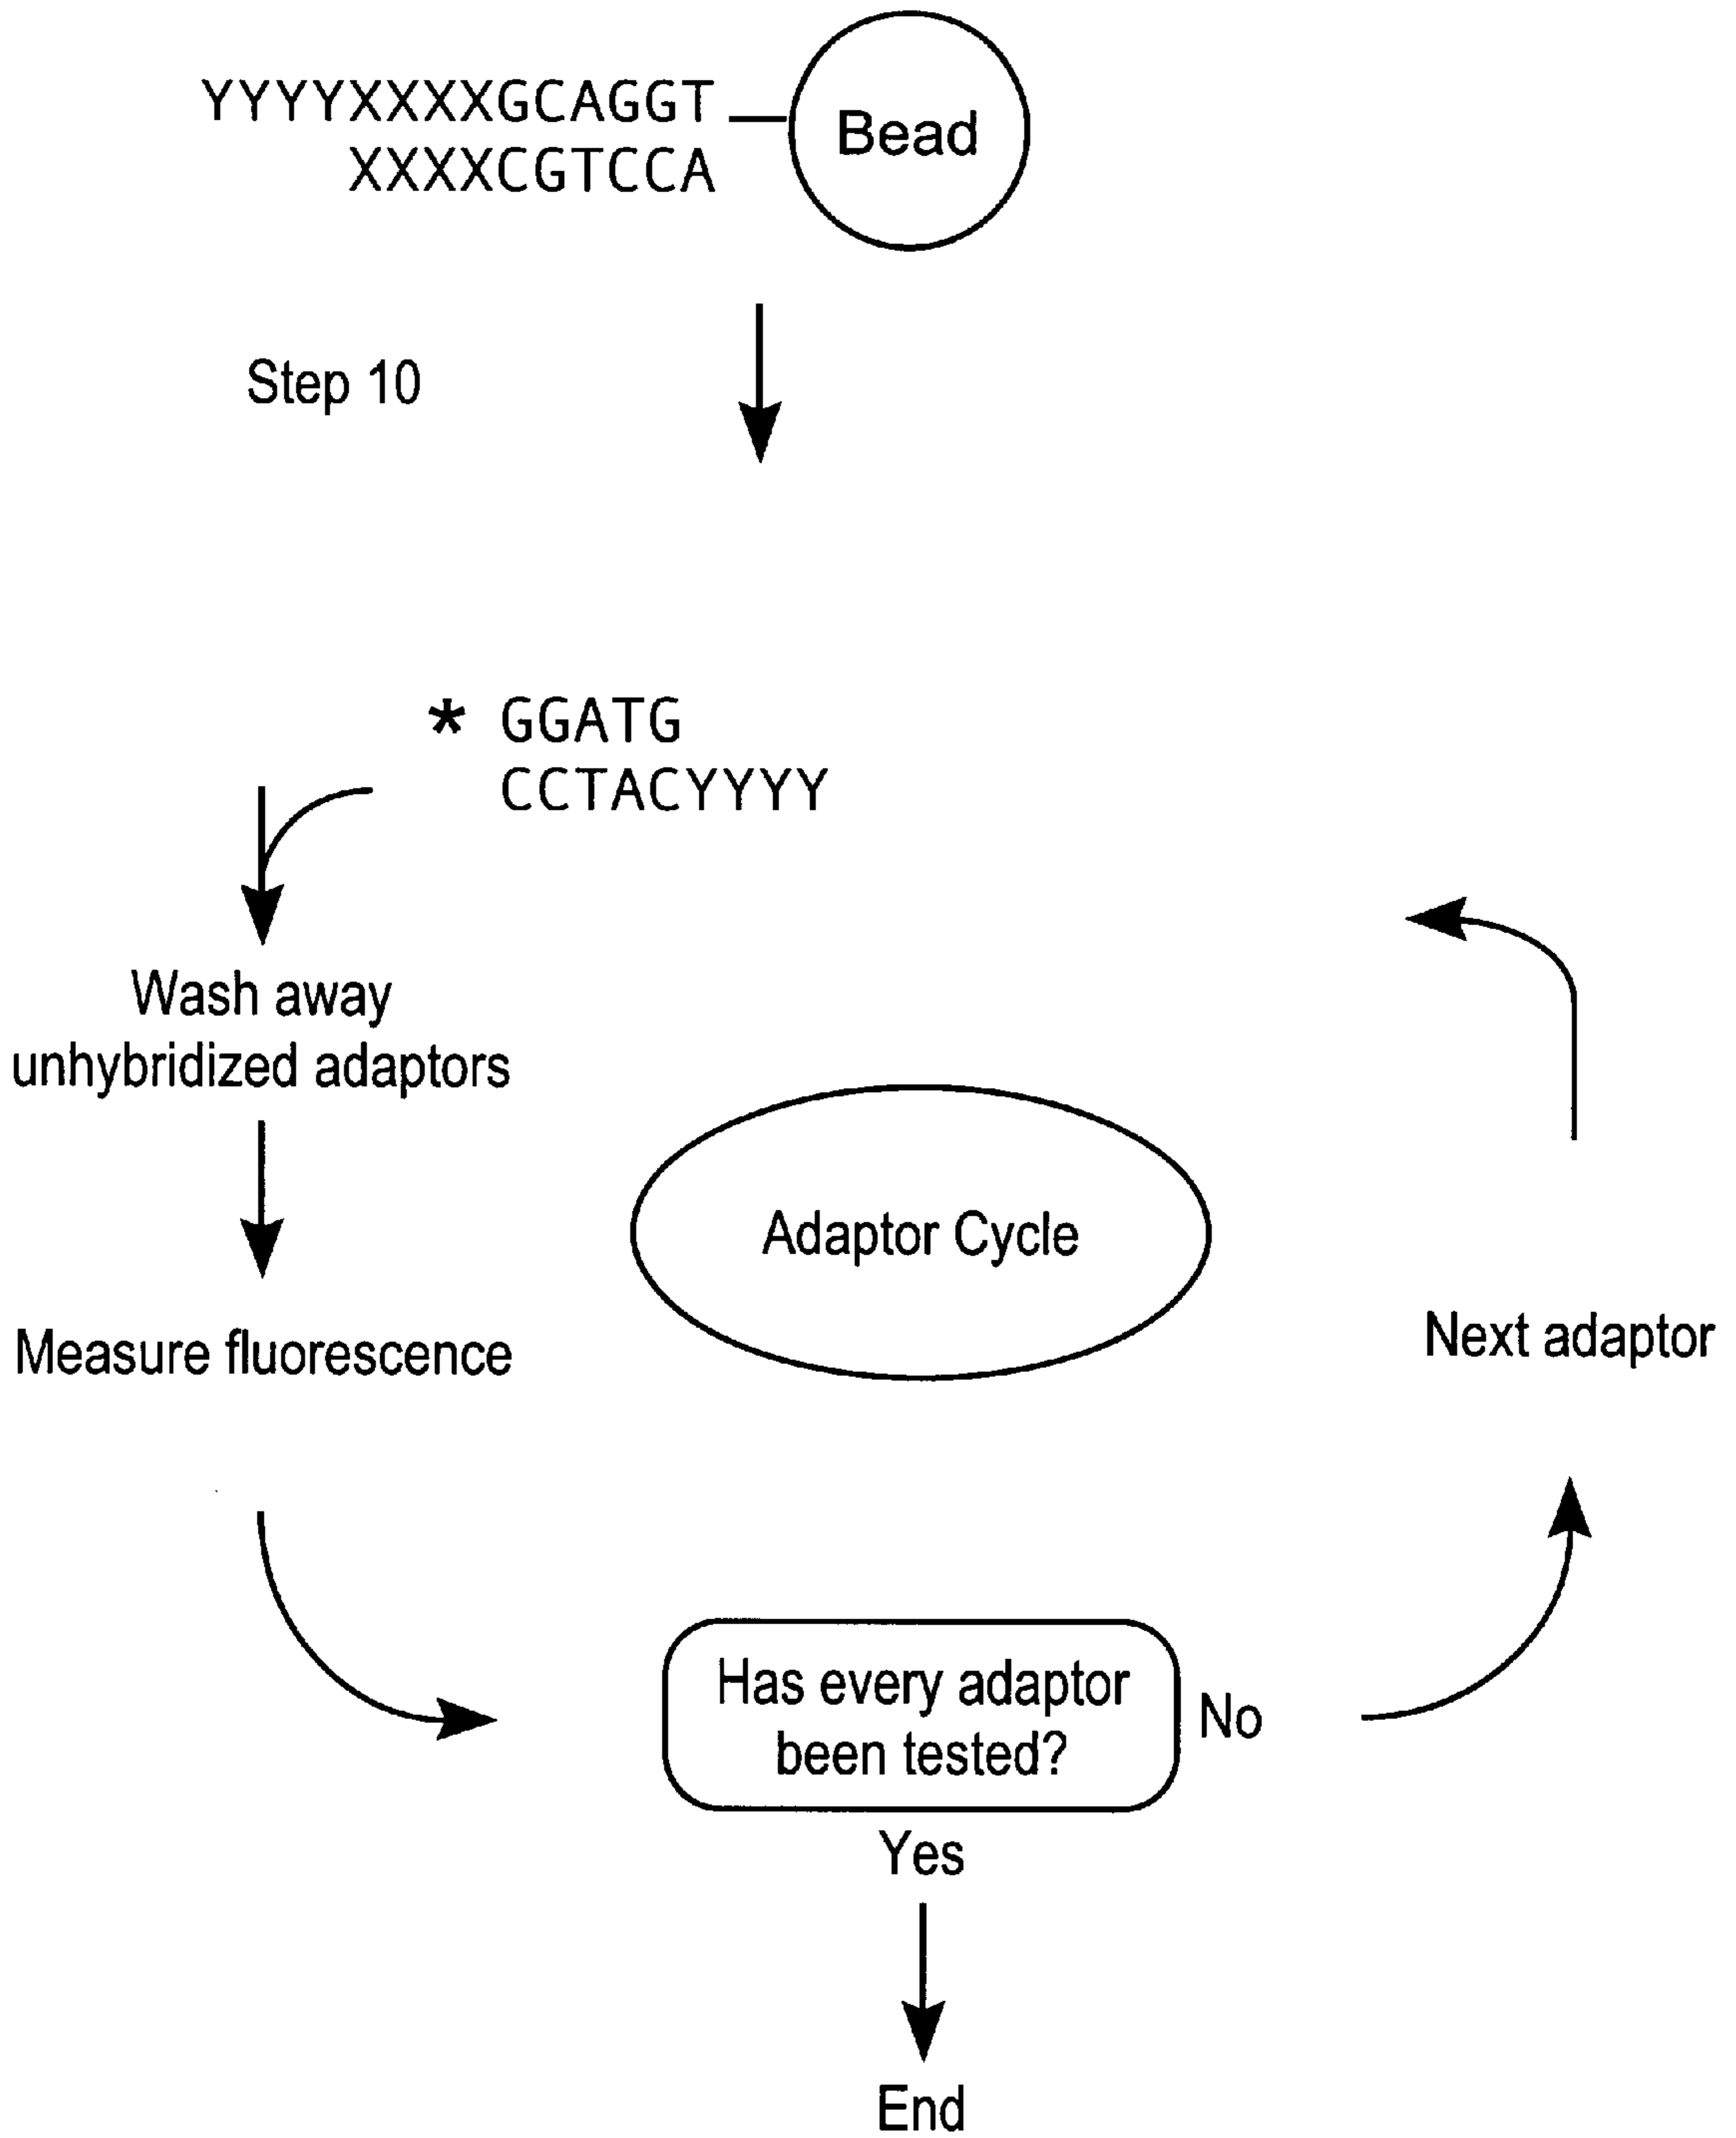 YYYYXXXXGCAGGT
XXXXCGTCCA
Bead
Step 10
* GGATG
CCTACYYYY
Wash away
unhybridized adaptors
Measure fluorescence
Adaptor Cycle
Next adaptor
Has every adaptor
been tested?
No
Yes
End